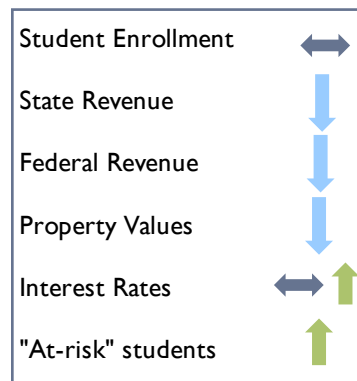 Student Enrollment
State Revenue
Federal Revenue
Property Values
Interest Rates
"At-risk" students